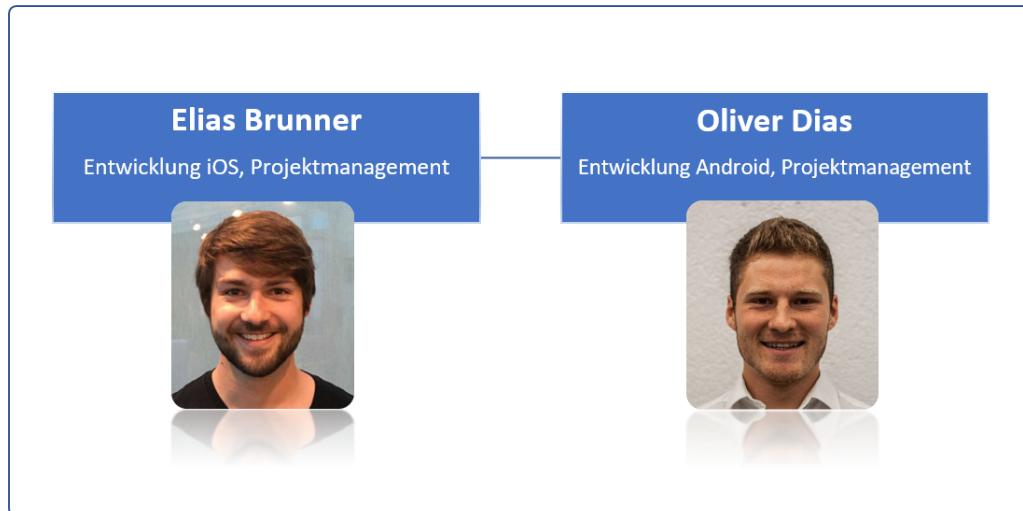 Elias Brunner
Entwicklung iOS, Projektmanagement
Oliver Dias
Entwicklung Android, Projektmanagement